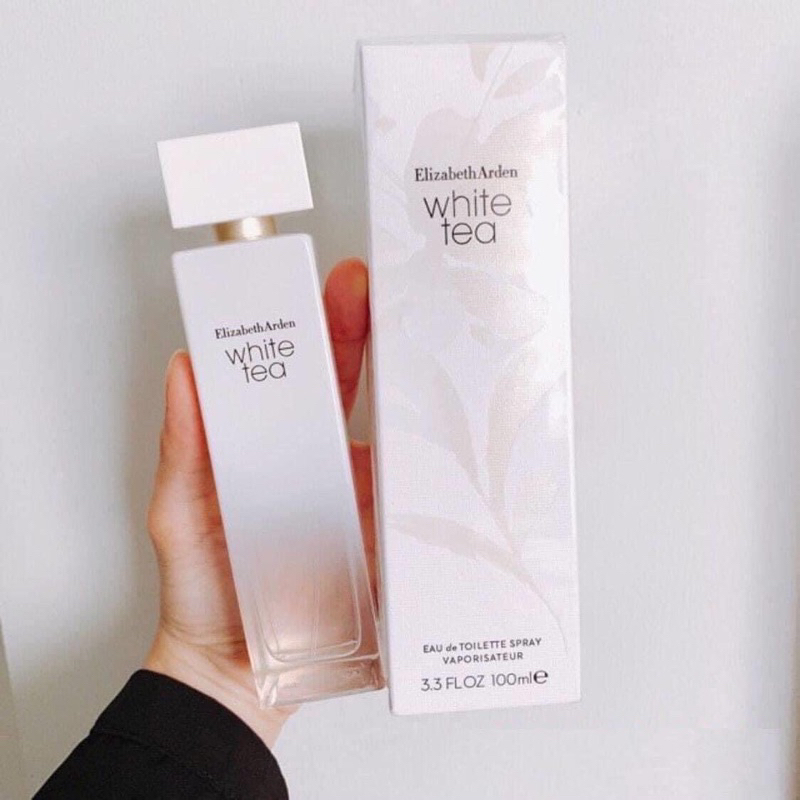 ElizabethArden
white
tea
ElizabethArden
white
tea
EAU de TOILETTE SPRAY
VAPORISATEUR
3.3 FL OZ 100ml℮